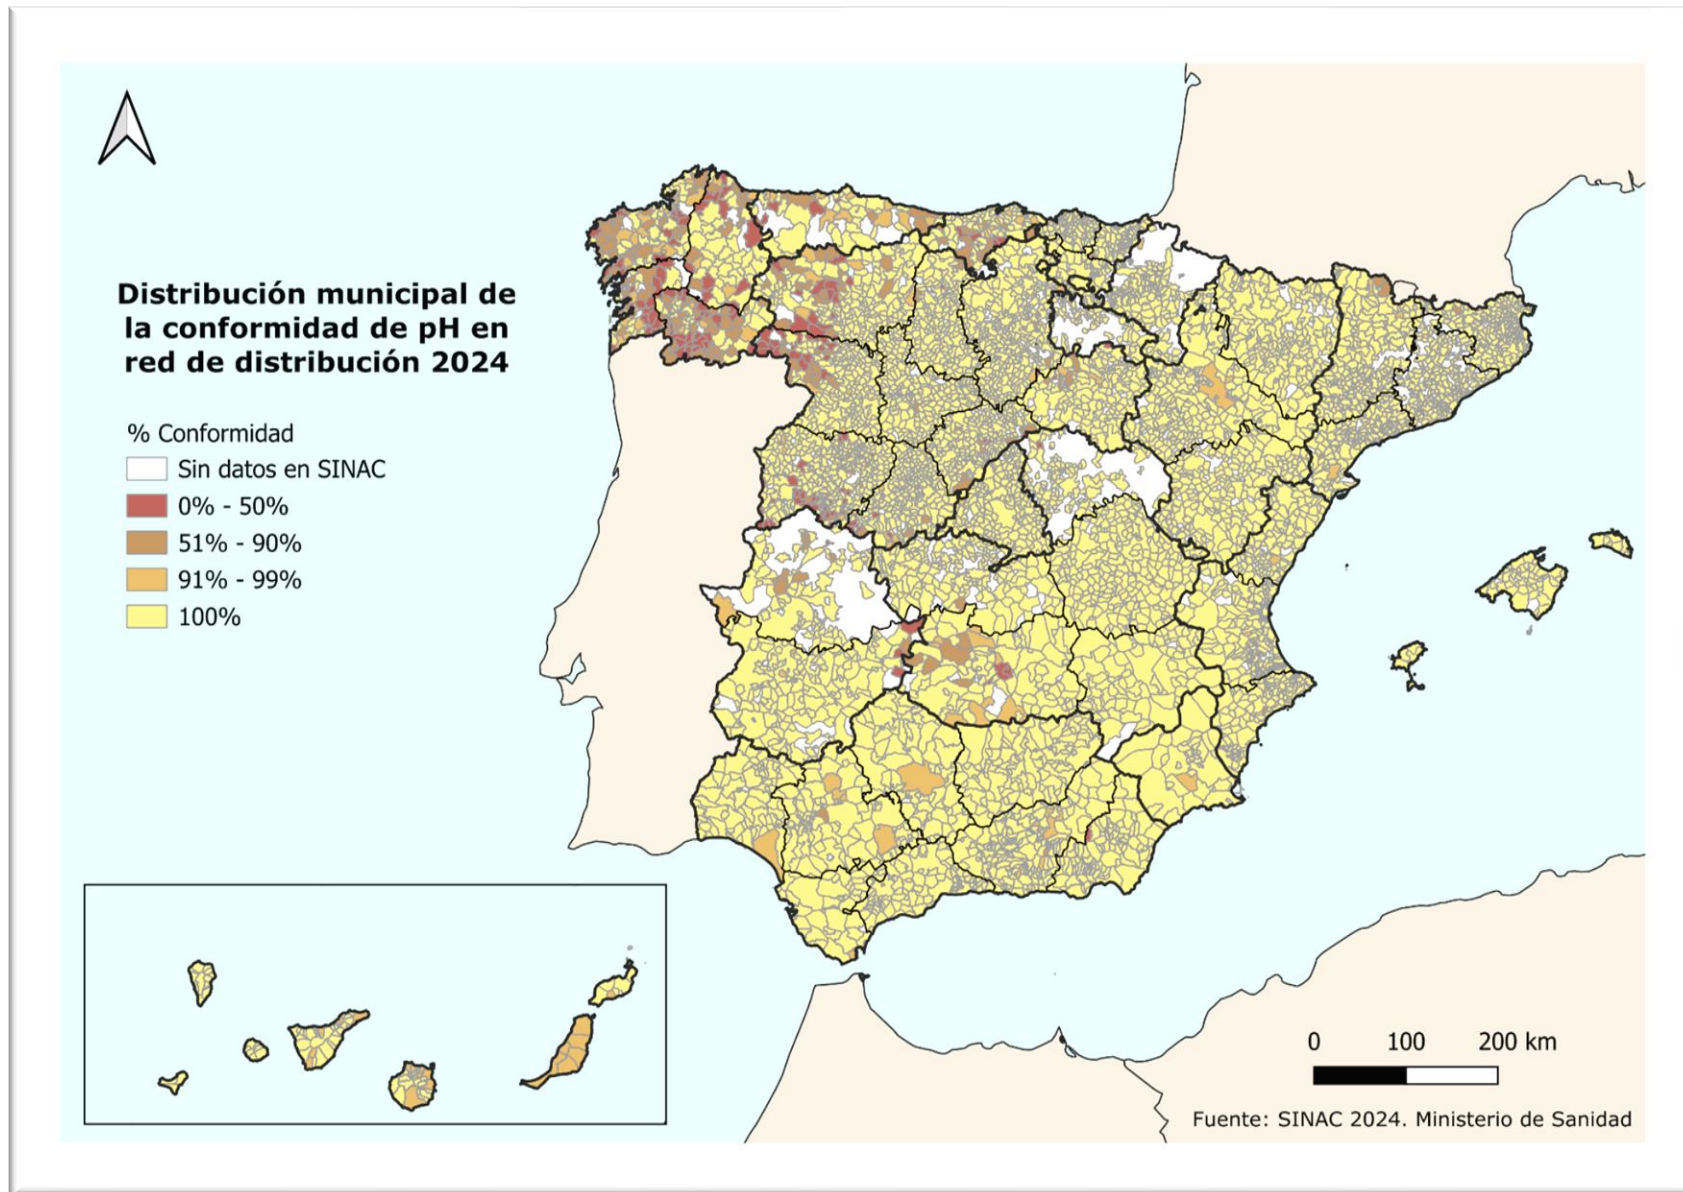 Distribución municipal de
la conformidad de pH en
red de distribución 2024
% Conformidad
Sin datos en SINAC
0% - 50%
51% - 90%
91% - 99%
100%
0 100 200 km
Fuente: SINAC 2024. Ministerio de Sanidad